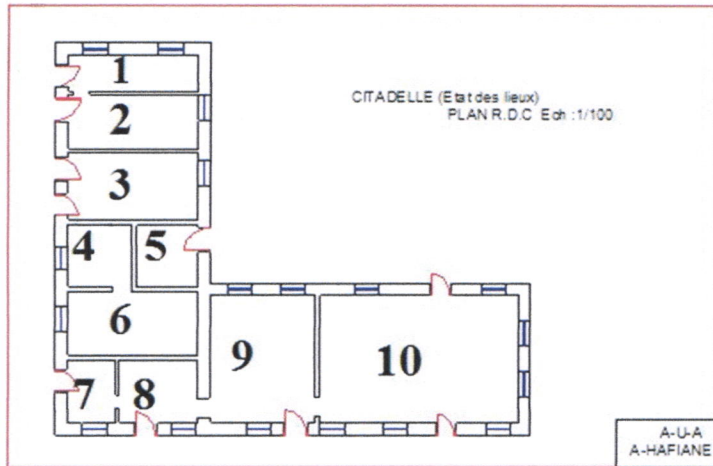 1
CITADELLE (Etat des lieux)
PLAN R.D.C Ech :1/100
2
3
4
5
6
7
8
9
10
A-U-A
A-HAFIANE